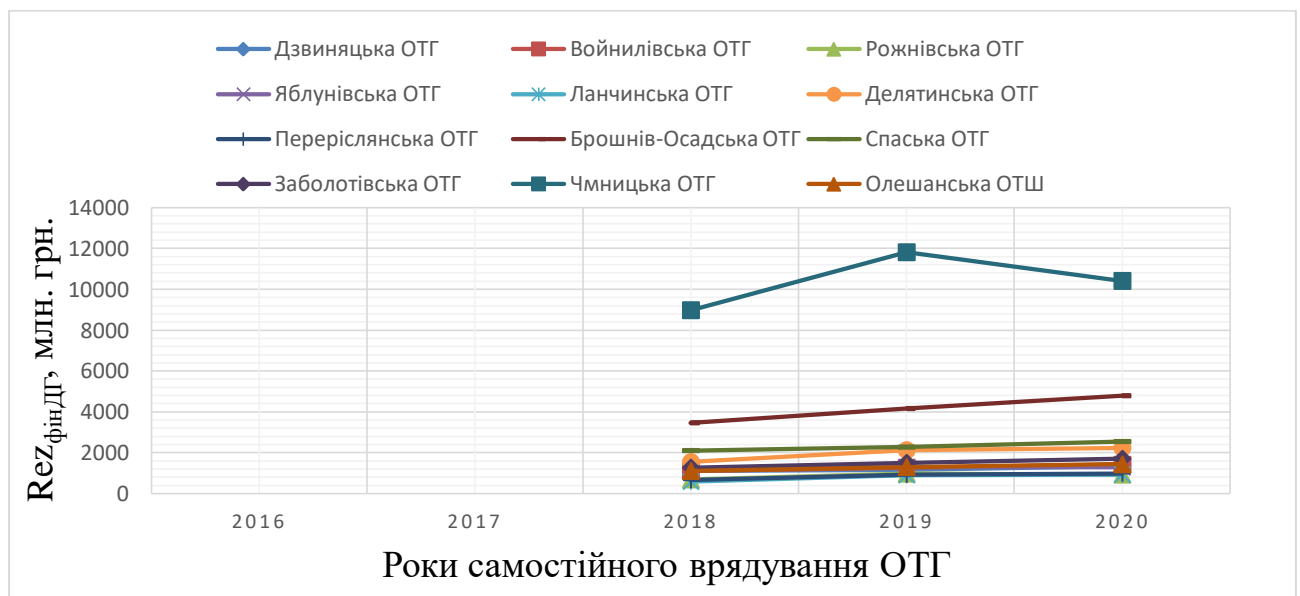 Дзвиняцька ОТГ Войнилівська ОТГ Рожнівська ОТГ
Яблунівська ОТГ Ланчинська ОТГ Делятинська ОТГ
Переріслянська ОТГ Брошнів-Осадська ОТГ Спаська ОТГ
Заболотівська ОТГ Чмницька ОТГ Олешанська ОТШ
RezфінДГ, млн. грн.
14000
12000
10000
8000
6000
4000
2000
0
2016 2017 2018 2019 2020
Роки самостійного врядування ОТГ